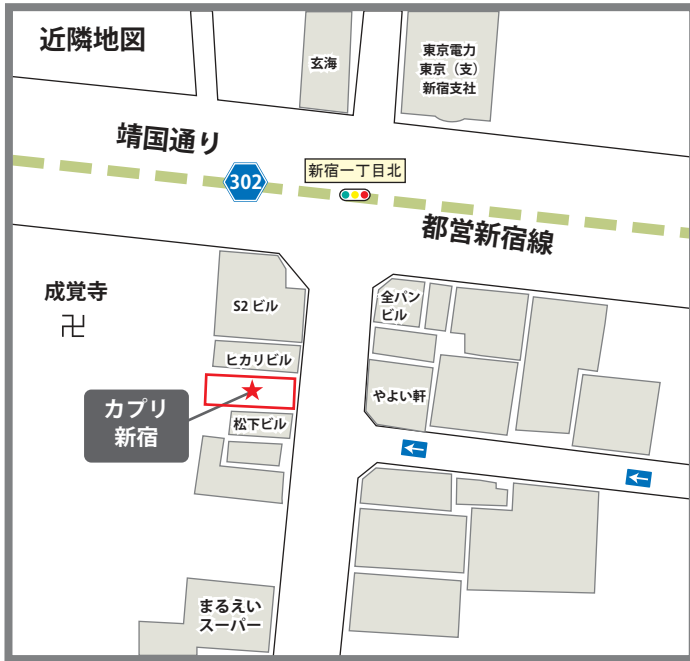 近隣地図
玄海
東京電力
東京（支）
新宿支社
靖国通り
302
新宿一丁目北
都営新宿線
成覚寺
卍
S2 ビル
全パン
ビル
ヒカリビル
カプリ
新宿
やよい軒
松下ビル
まるえい
スーパー